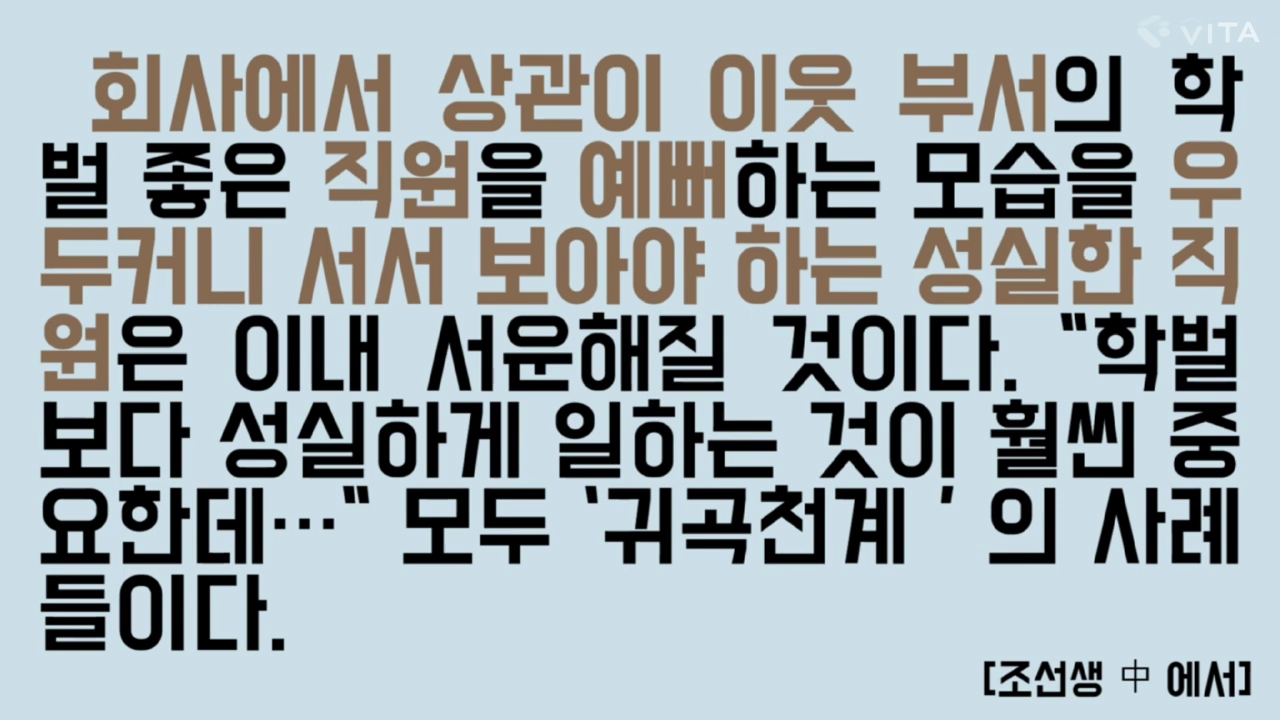 VITA
회사에서 상관이 이웃 부서의 학
벌 좋은 직원을 예뻐하는 모습을 우
두커니 서서 보아야 하는 성실한 직
원은 이내 서운해질 것이다. "학벌
보다 성실하게 일하는 것이 훨씬 중
요한데…" 모두 '귀곡천계 ' 의 사례
들이다.
[조선생 中 에서]